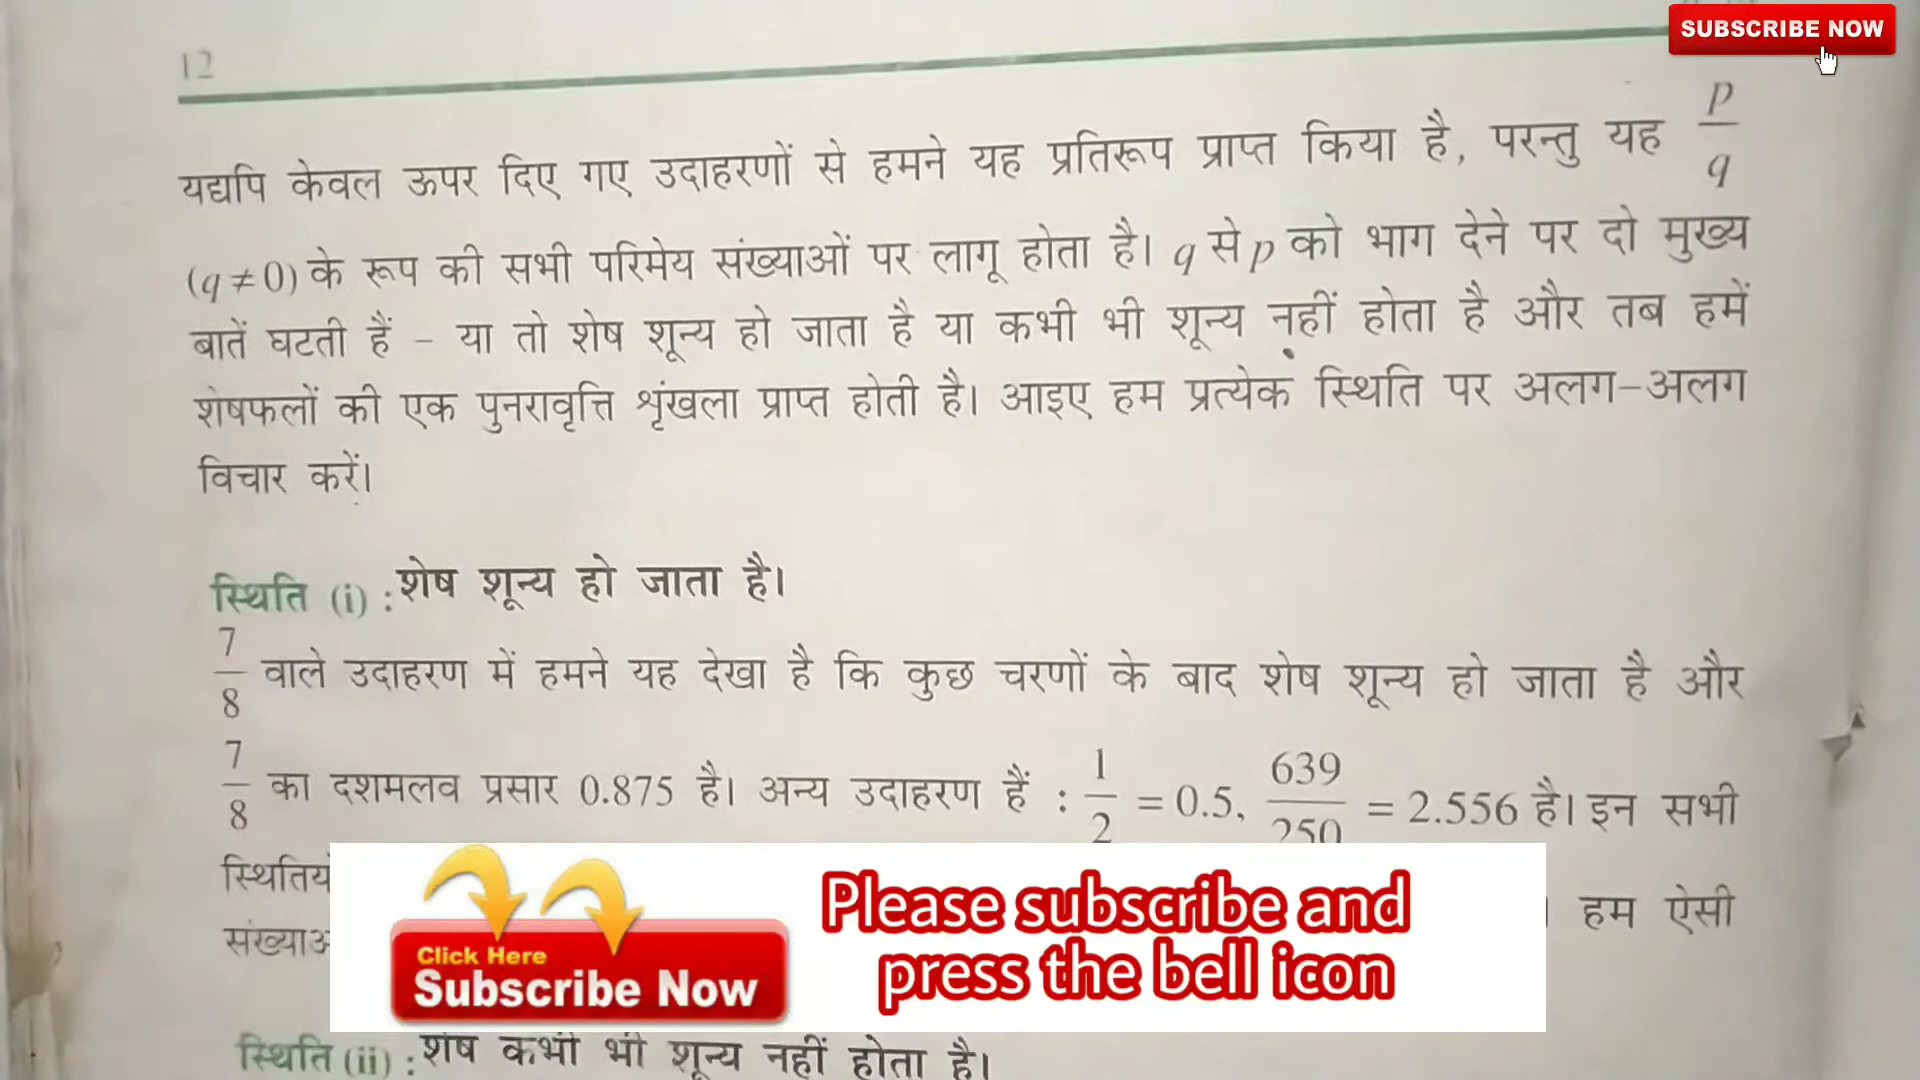 SUBSCRIBE NOW
12
यद्यपि केवल ऊपर दिए गए उदाहरणों से हमने यह प्रतिरूप प्राप्त किया है, परन्तु यह p/q
(q ≠ 0) के रूप की सभी परिमेय संख्याओं पर लागू होता है। q से p को भाग देने पर दो मुख्य
बातें घटती हैं – या तो शेष शून्य हो जाता है या कभी भी शून्य नहीं होता है और तब हमें
शेषफलों की एक पुनरावृत्ति शृंखला प्राप्त होती है। आइए हम प्रत्येक स्थिति पर अलग-अलग
विचार करें।
स्थिति (i) : शेष शून्य हो जाता है।
7/8 वाले उदाहरण में हमने यह देखा है कि कुछ चरणों के बाद शेष शून्य हो जाता है और
7/8 का दशमलव प्रसार 0.875 है। अन्य उदाहरण हैं : 1/2 = 0.5, 639/250 = 2.556 है। इन सभी
हम ऐसी
Click Here
Subscribe Now
Please subscribe and
press the bell icon
स्थिति (ii) : शेष कभी भी शून्य नहीं होता है।